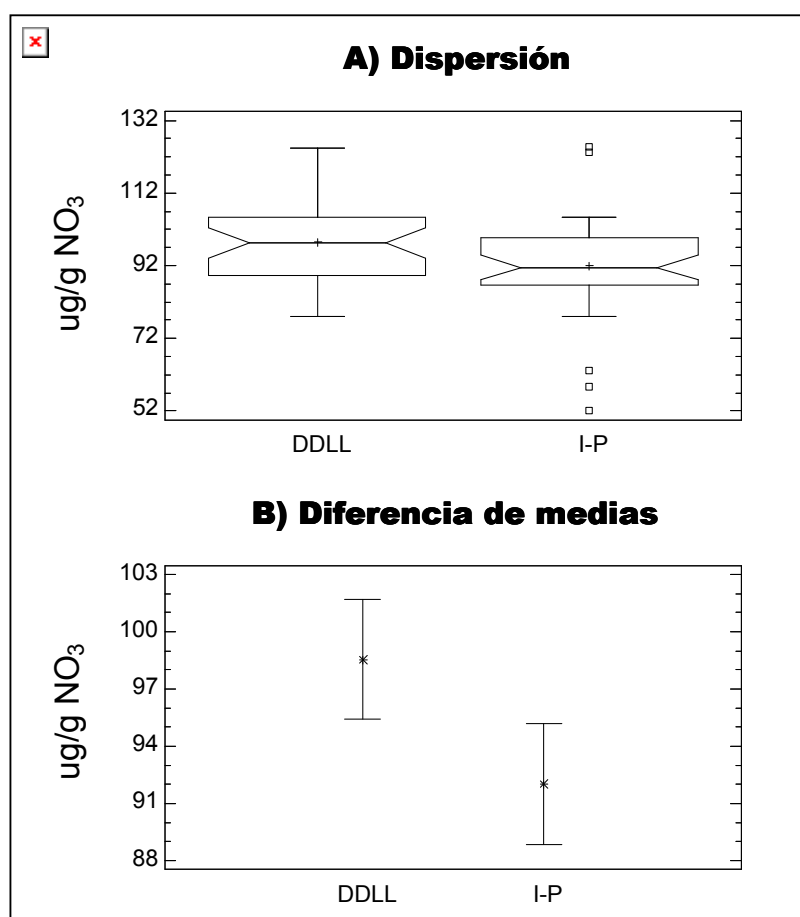 A) Dispersión
132
112
92
72
52
ug/g NO₃
DDLL I-P
B) Diferencia de medias
103
100
97
94
91
88
ug/g NO₃
DDLL I-P